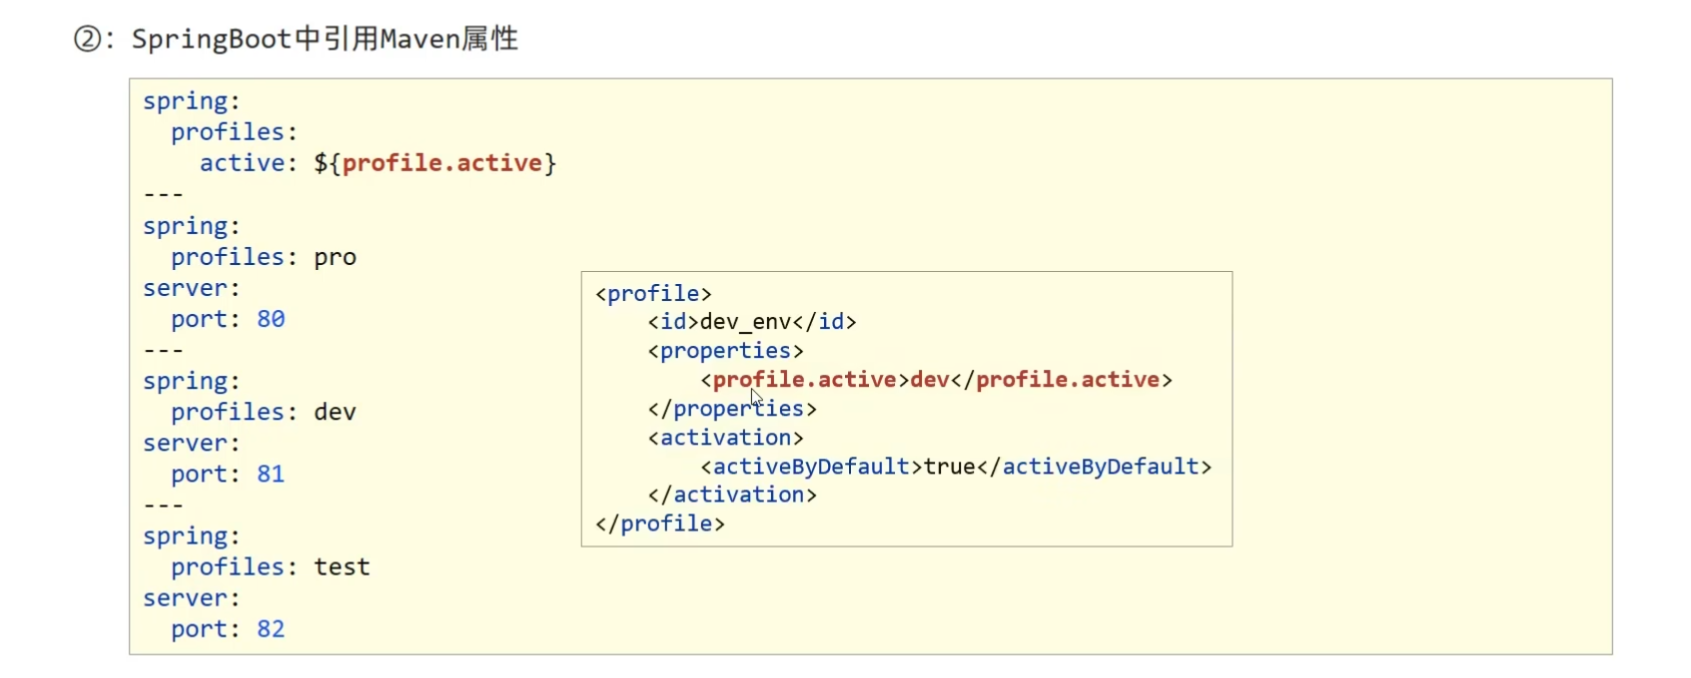 ②: SpringBoot中引用Maven属性
spring:
  profiles:
    active: ${profile.active}
---
spring:
  profiles: pro
server:
  port: 80
---
spring:
  profiles: dev
server:
  port: 81
---
spring:
  profiles: test
server:
  port: 82
<profile>
    <id>dev_env</id>
    <properties>
        <profile.active>dev</profile.active>
    </properties>
    <activation>
        <activeByDefault>true</activeByDefault>
    </activation>
</profile>